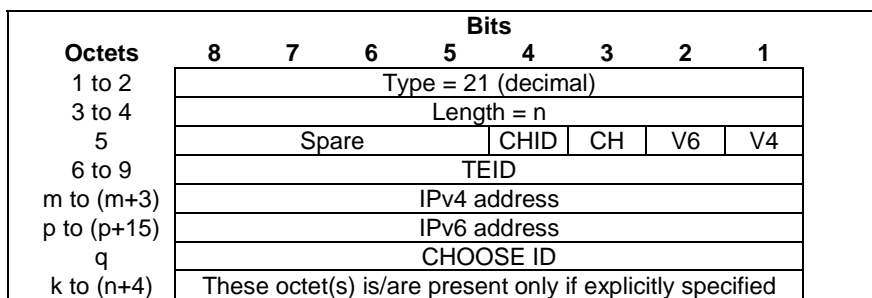 Bits
Octets 8 7 6 5 4 3 2 1
1 to 2 Type = 21 (decimal)
3 to 4 Length = n
5 Spare CHID CH V6 V4
6 to 9 TEID
m to (m+3) IPv4 address
p to (p+15) IPv6 address
q CHOOSE ID
k to (n+4) These octet(s) is/are present only if explicitly specified